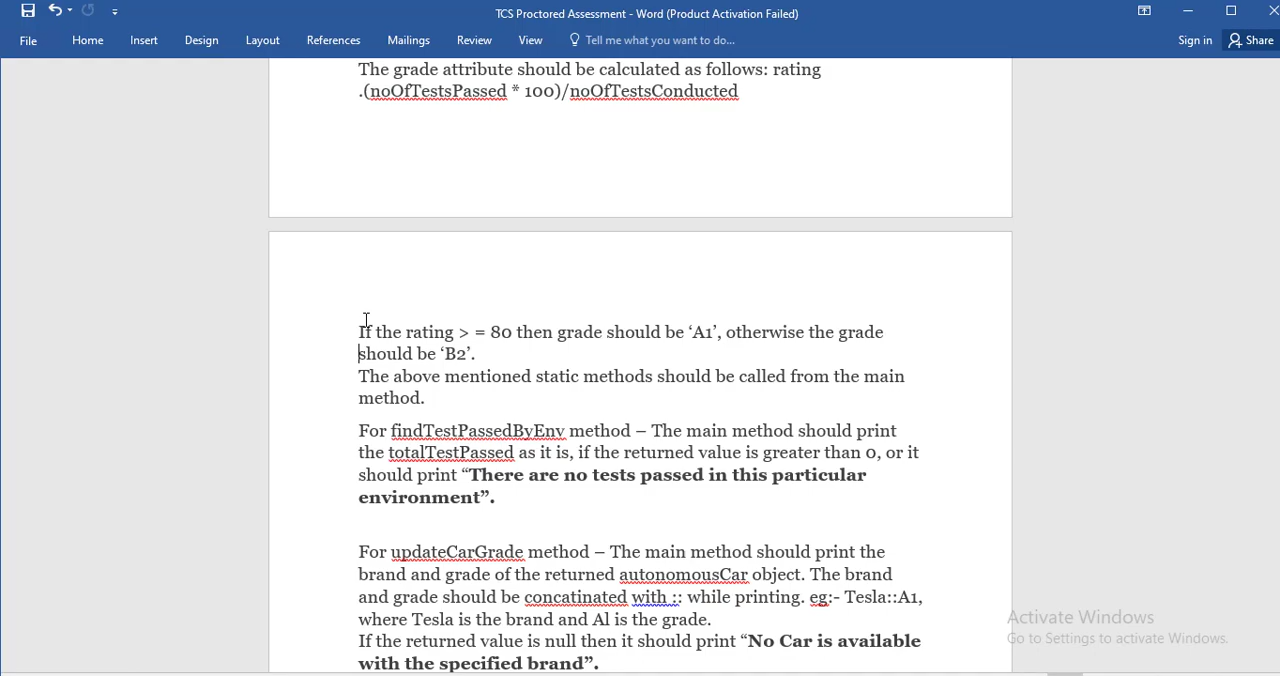 TCS Proctored Assessment - Word (Product Activation Failed)
File Home Insert Design Layout References Mailings Review View Tell me what you want to do... Sign in Share
The grade attribute should be calculated as follows: rating
.(noOfTestsPassed * 100)/noOfTestsConducted
If the rating > = 80 then grade should be ‘A1’, otherwise the grade
should be ‘B2’.
The above mentioned static methods should be called from the main
method.
For findTestPassedByEnv method – The main method should print
the totalTestPassed as it is, if the returned value is greater than 0, or it
should print “There are no tests passed in this particular
environment”.
For updateCarGrade method – The main method should print the
brand and grade of the returned autonomousCar object. The brand
and grade should be concatinated with :: while printing. eg:- Tesla::A1,
where Tesla is the brand and Al is the grade.
If the returned value is null then it should print “No Car is available
with the specified brand”.
Activate Windows
Go to Settings to activate Windows.